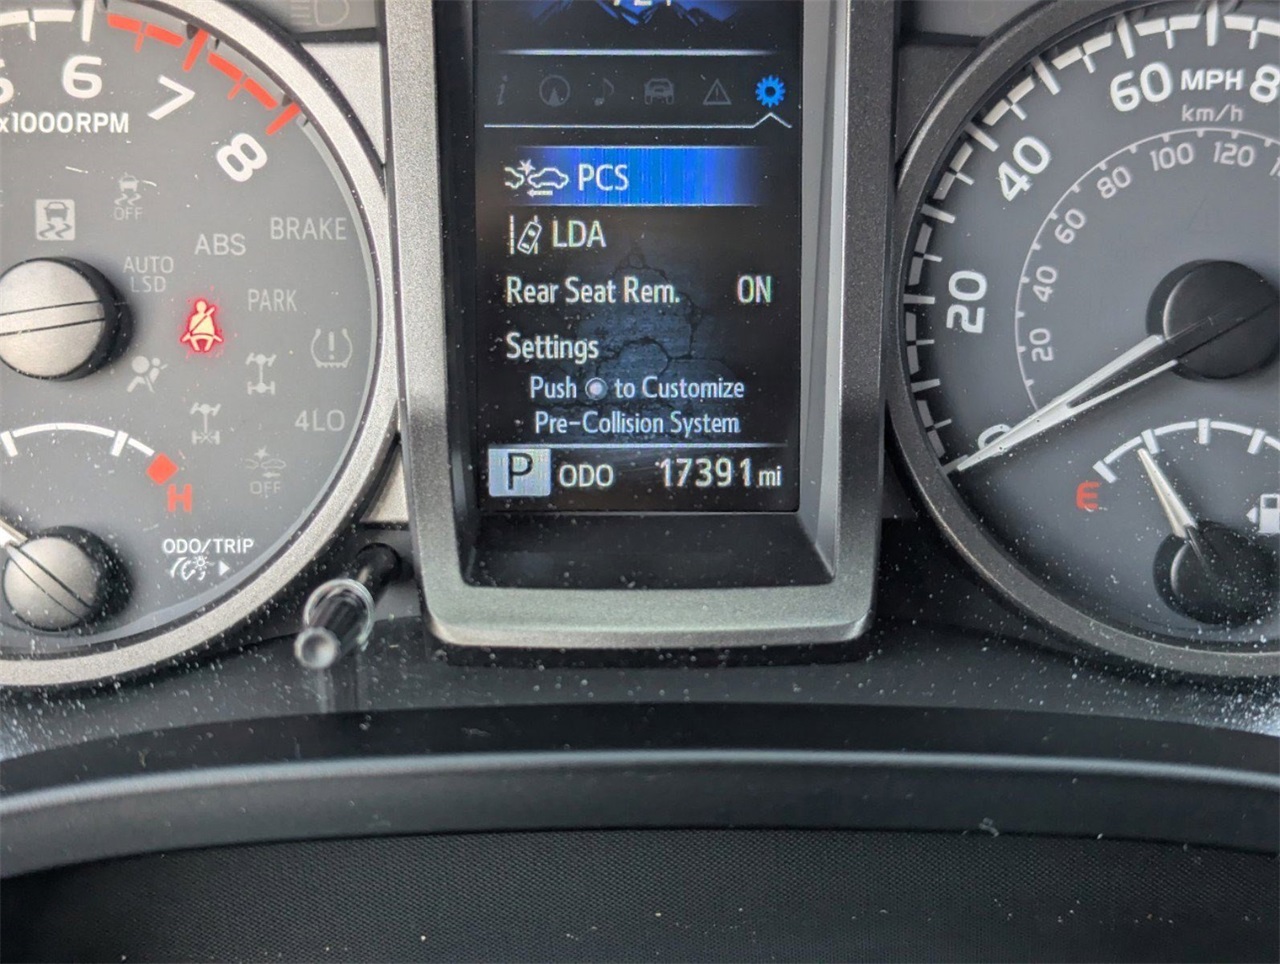 6
7
8
x1000RPM
OFF
ABS
BRAKE
AUTO
LSD
PARK
4LO
OFF
H
ODO/TRIP
PCS
LDA
Rear Seat Rem. ON
Settings
Push to Customize
Pre-Collision System
P ODO 17391 mi
60 MPH
km/h
40
20
0
20
40
60
80
100
120
E